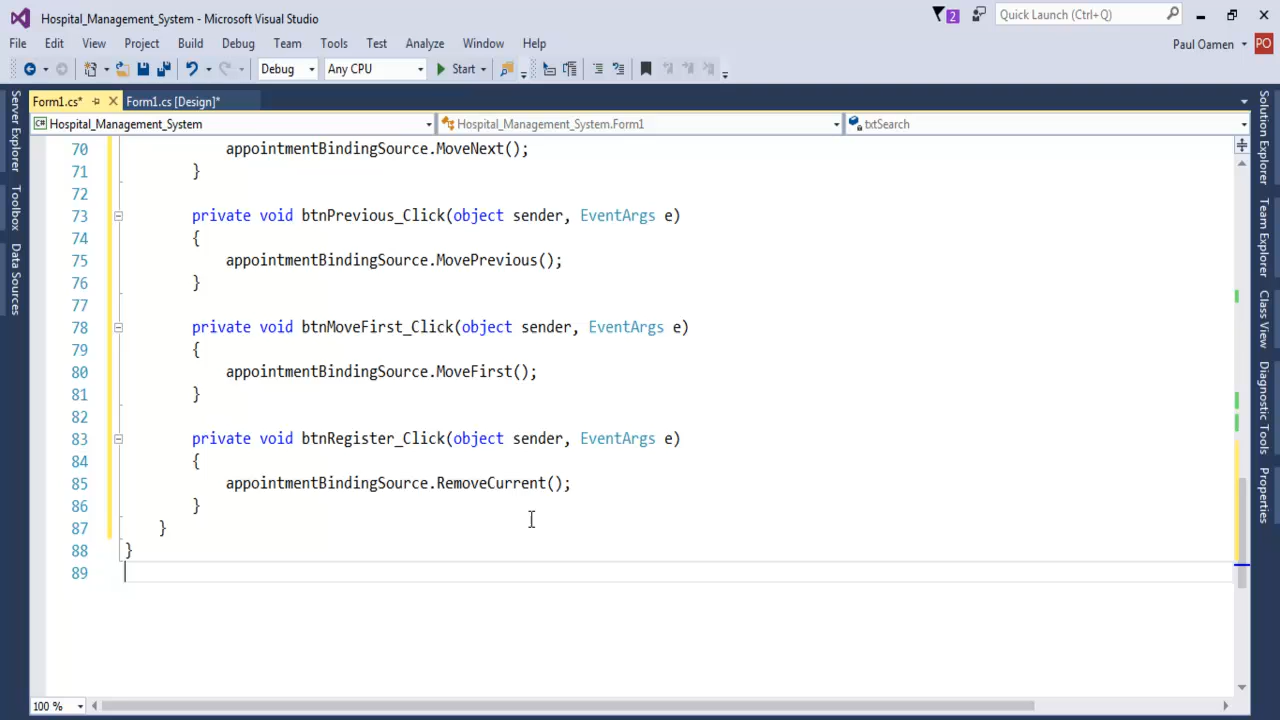 Hospital_Management_System - Microsoft Visual Studio
2
Quick Launch (Ctrl+Q)
File Edit View Project Build Debug Team Tools Test Analyze Window Help
Paul Oamen
PO
Debug
Any CPU
Start
Form1.cs*
Form1.cs [Design]*
Hospital_Management_System
Hospital_Management_System.Form1
txtSearch
Server Explorer
Toolbox
Data Sources
70 appointmentBindingSource.MoveNext();
71 }
72
73 private void btnPrevious_Click(object sender, EventArgs e)
74 {
75 appointmentBindingSource.MovePrevious();
76 }
77
78 private void btnMoveFirst_Click(object sender, EventArgs e)
79 {
80 appointmentBindingSource.MoveFirst();
81 }
82
83 private void btnRegister_Click(object sender, EventArgs e)
84 {
85 appointmentBindingSource.RemoveCurrent();
86 }
87 }
88 }
89
Solution Explorer
Team Explorer
Class View
Diagnostic Tools
Properties
100 %